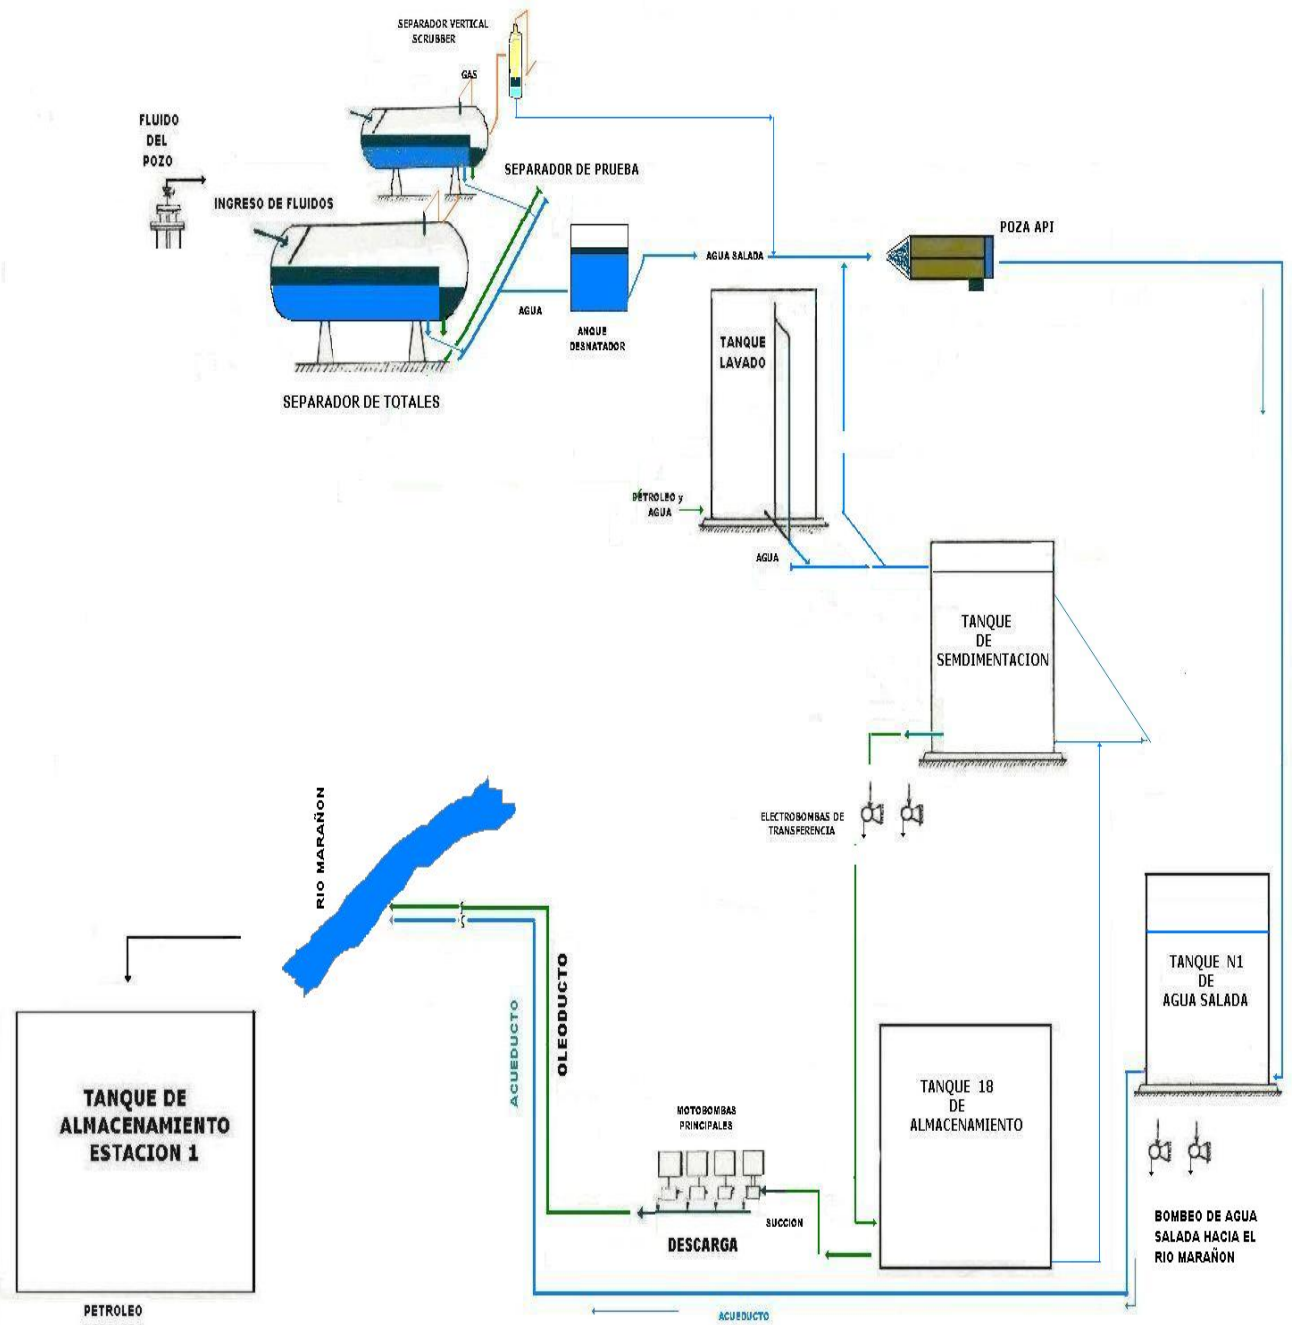 SEPARADOR VERTICAL
SCRUBBER
GAS
FLUIDO
DEL
POZO
SEPARADOR DE PRUEBA
INGRESO DE FLUIDOS
POZA API
AGUA SALADA
AGUA
ANQUE
DESNATADOR
TANQUE
LAVADO
SEPARADOR DE TOTALES
PETROLEO y
AGUA
AGUA
TANQUE
DE
SEMDIMENTACION
ELECTROBOMBAS DE
TRANSFERENCIA
RIO MARAÑON
TANQUE N1
DE
AGUA SALADA
OLEODUCTO
ACUEDUCTO
TANQUE DE
ALMACENAMIENTO
ESTACION 1
TANQUE 18
DE
ALMACENAMIENTO
MOTOBOMBAS
PRINCIPALES
SUCCION
DESCARGA
BOMBEO DE AGUA
SALADA HACIA EL
RIO MARAÑON
PETROLEO
ACUEDUCTO